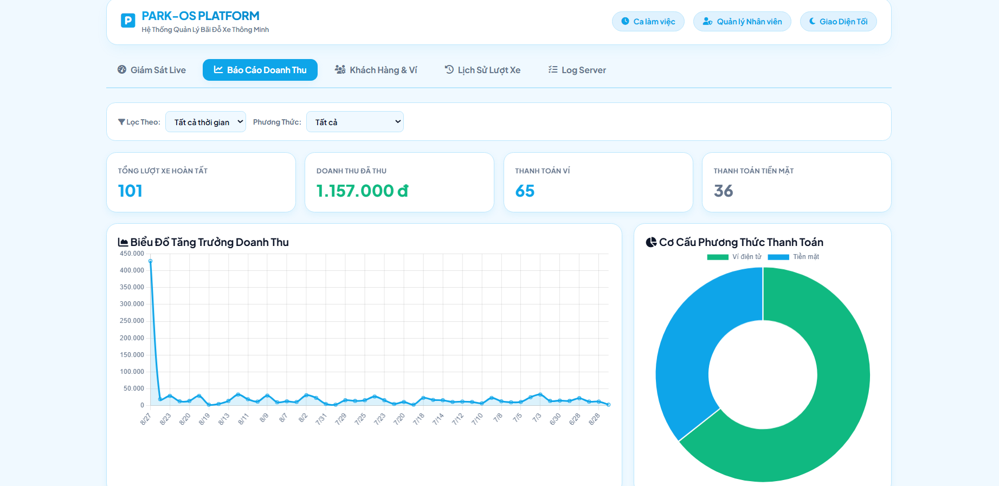 PARK-OS PLATFORM
Hệ Thống Quản Lý Bãi Đỗ Xe Thông Minh
Ca làm việc
Quản lý Nhân viên
Giao Diện Tối
Giám Sát Live
Báo Cáo Doanh Thu
Khách Hàng & Ví
Lịch Sử Lượt Xe
Log Server
Lọc Theo:
Tất cả thời gian
Phương Thức:
Tất cả
TỔNG LƯỢT XE HOÀN TẤT
101
DOANH THU ĐÃ THU
1.157.000 đ
THANH TOÁN VÍ
65
THANH TOÁN TIỀN MẶT
36
Biểu Đồ Tăng Trưởng Doanh Thu
450.000
400.000
350.000
300.000
250.000
200.000
150.000
100.000
50.000
0
8/27
8/23
8/20
8/19
8/13
8/11
8/9
8/7
8/2
7/31
7/29
7/25
7/23
7/20
7/18
7/14
7/12
7/10
7/8
7/5
7/3
6/30
6/28
8/28
Cơ Cấu Phương Thức Thanh Toán
Ví điện tử
Tiền mặt